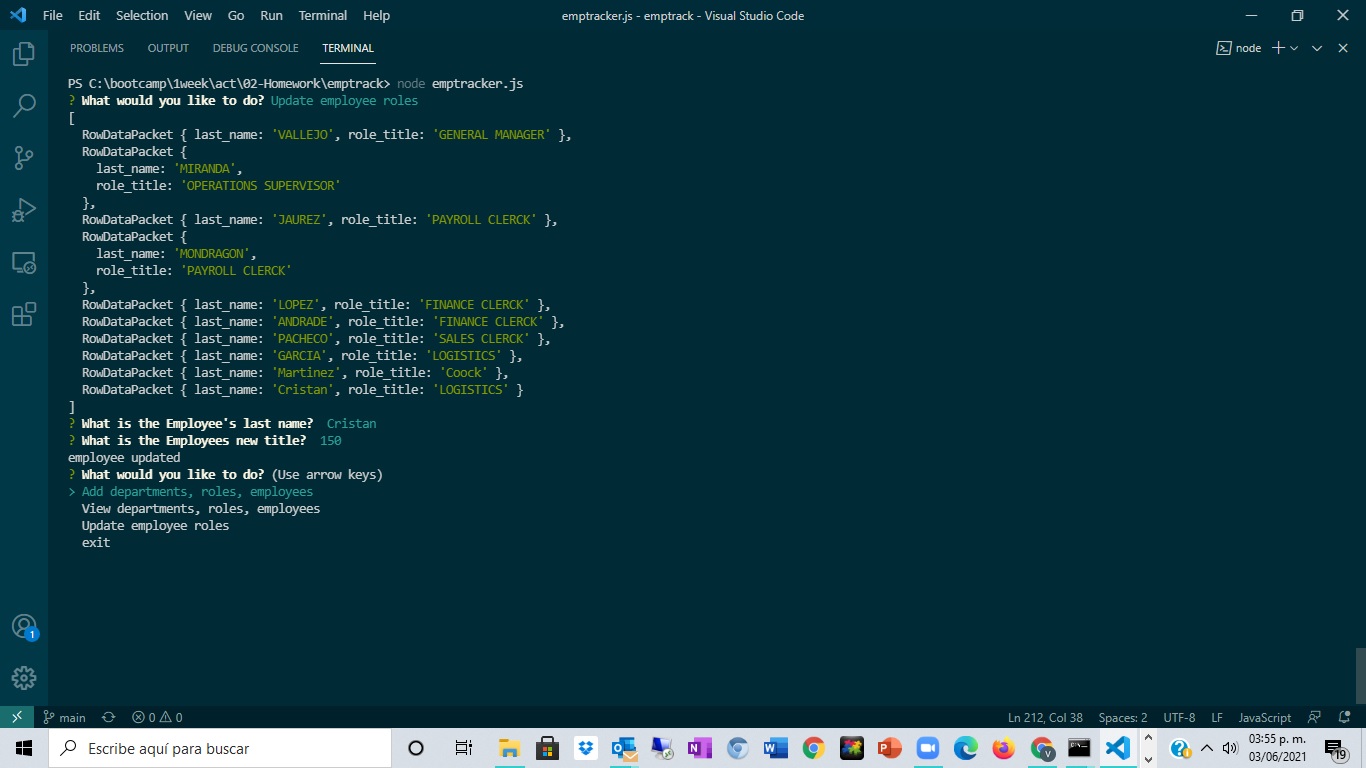 File Edit Selection View Go Run Terminal Help emptracker.js - emptrack - Visual Studio Code
PROBLEMS OUTPUT DEBUG CONSOLE TERMINAL node
PS C:\bootcamp\1week\act\02-Homework\emptrack> node emptracker.js
? What would you like to do? Update employee roles
[
RowDataPacket { last_name: 'VALLEJO', role_title: 'GENERAL MANAGER' },
RowDataPacket {
last_name: 'MIRANDA',
role_title: 'OPERATIONS SUPERVISOR'
},
RowDataPacket { last_name: 'JAUREZ', role_title: 'PAYROLL CLERCK' },
RowDataPacket {
last_name: 'MONDRAGON',
role_title: 'PAYROLL CLERCK'
},
RowDataPacket { last_name: 'LOPEZ', role_title: 'FINANCE CLERCK' },
RowDataPacket { last_name: 'ANDRADE', role_title: 'FINANCE CLERCK' },
RowDataPacket { last_name: 'PACHECO', role_title: 'SALES CLERCK' },
RowDataPacket { last_name: 'GARCIA', role_title: 'LOGISTICS' },
RowDataPacket { last_name: 'Martinez', role_title: 'Coock' },
RowDataPacket { last_name: 'Cristan', role_title: 'LOGISTICS' }
]
? What is the Employee's last name? Cristan
? What is the Employees new title? 150
employee updated
? What would you like to do? (Use arrow keys)
> Add departments, roles, employees
View departments, roles, employees
Update employee roles
exit
1
main 0 0 Ln 212, Col 38 Spaces: 2 UTF-8 LF JavaScript
Escribe aquí para buscar
03:55 p. m.
03/06/2021
19